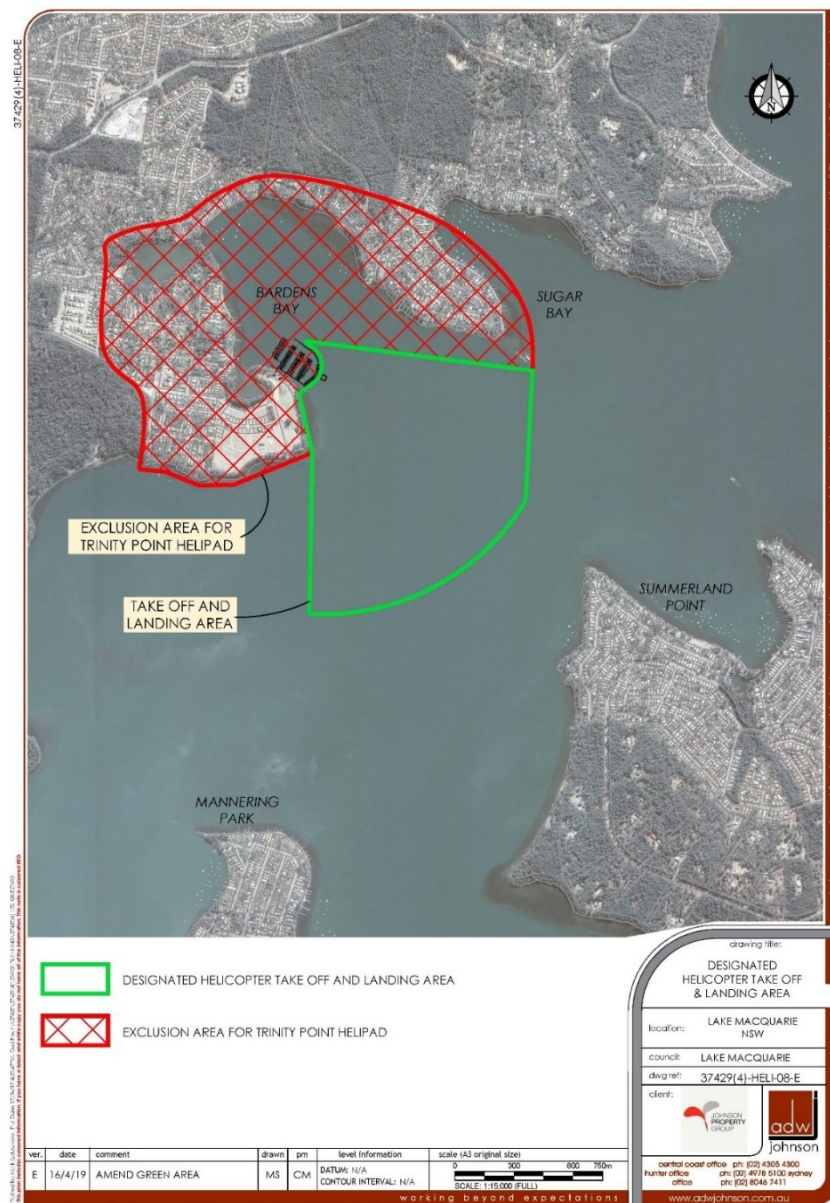 37429(4)-HELI-08-E
N
BARDENS
BAY
SUGAR
BAY
EXCLUSION AREA FOR
TRINITY POINT HELIPAD
TAKE OFF AND
LANDING AREA
SUMMERLAND
POINT
MANNERING
PARK
DESIGNATED HELICOPTER TAKE OFF AND LANDING AREA
EXCLUSION AREA FOR TRINITY POINT HELIPAD
drawing title:
DESIGNATED
HELICOPTER TAKE OFF
& LANDING AREA
location: LAKE MACQUARIE
NSW
council: LAKE MACQUARIE
dwg ref: 37429(4)-HELI-08-E
client:
JOHNSON
PROPERTY
GROUP
adw
johnson
central coast office ph: (02) 4305 4300
hunter office ph: (02) 4978 5100 sydney
office ph: (02) 8046 7411
www.adwjohnson.com.au
ver. date comment drawn pm level information scale (A3 original size)
E 16/4/19 AMEND GREEN AREA MS CM DATUM: N/A
CONTOUR INTERVAL: N/A
0 300 600 750m
SCALE: 1:15,000 (FULL)
working beyond expectations